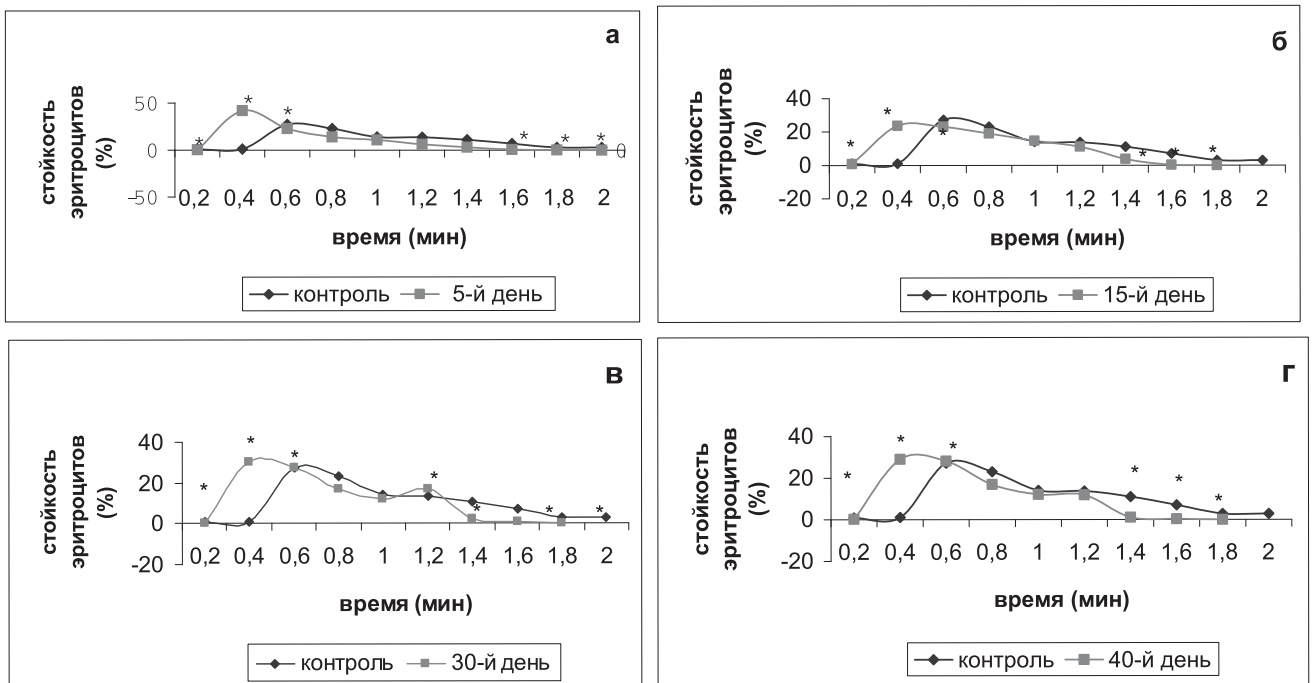 а
стойкость
эритроцитов
(%)
50
0
-50
* * * * * *
0,2 0,4 0,6 0,8 1 1,2 1,4 1,6 1,8 2
0
время (мин)
контроль 5-й день
б
стойкость
эритроцитов
(%)
40
20
0
-20
* * * * * *
0,2 0,4 0,6 0,8 1 1,2 1,4 1,6 1,8 2
время (мин)
контроль 15-й день
в
стойкость
эритроцитов
(%)
40
20
0
-20
* * * * * * *
0,2 0,4 0,6 0,8 1 1,2 1,4 1,6 1,8 2
время (мин)
контроль 30-й день
г
стойкость
эритроцитов
(%)
40
20
0
-20
* * * * * *
0,2 0,4 0,6 0,8 1 1,2 1,4 1,6 1,8 2
время (мин)
контроль 40-й день